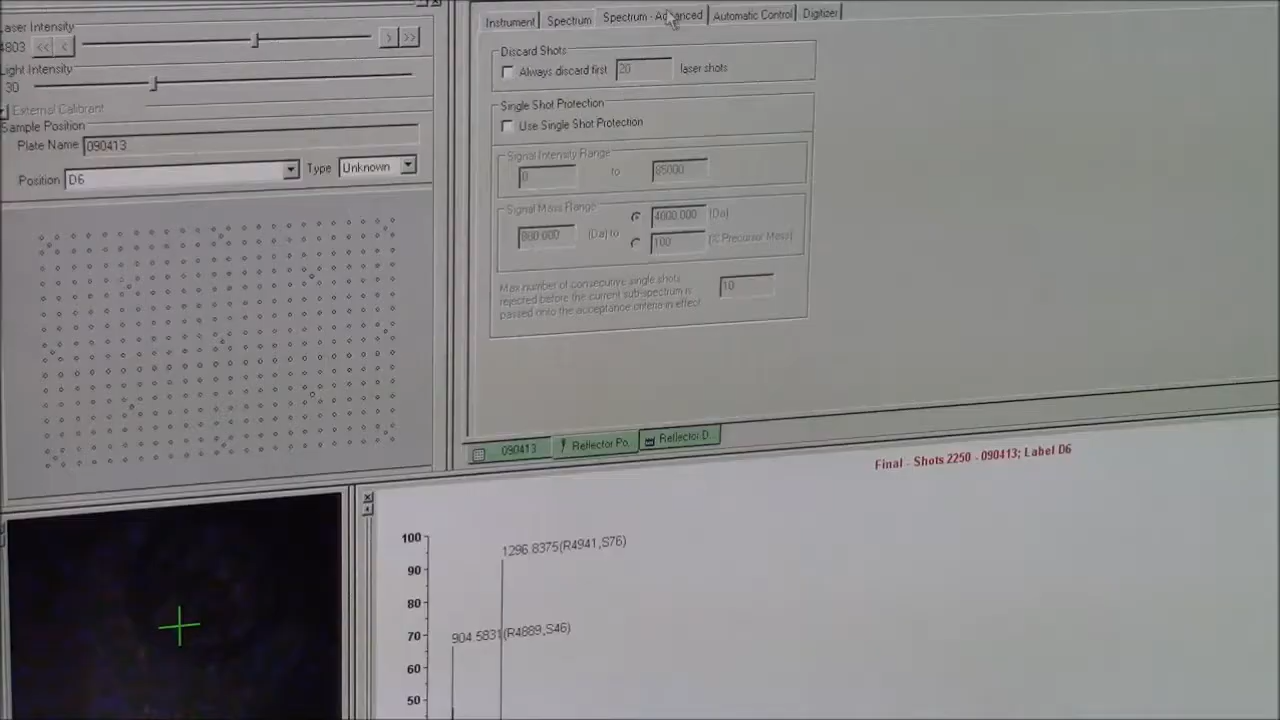 Laser Intensity
4803 << < > >>
Light Intensity
30
External Calibrant
Sample Position
Plate Name 090413
Position D6 Type Unknown
Instrument Spectrum Spectrum - Advanced Automatic Control Digitizer
Discard Shots
Always discard first 20 laser shots
Single Shot Protection
Use Single Shot Protection
Signal Intensity Range
0 to 85000
Signal Mass Range
(Da) to 4000.000 (Da)
100 (% Precursor Mass)
Max number of consecutive single shots
rejected before the current sub-spectrum is
passed onto the acceptance criteria in effect
10
090413 Reflector Po. Reflector D
Final - Shots 2250 - 090413; Label D6
100
90
80
70
60
50
1296.8375(R4941,S76)
904.5831(R4889,S46)